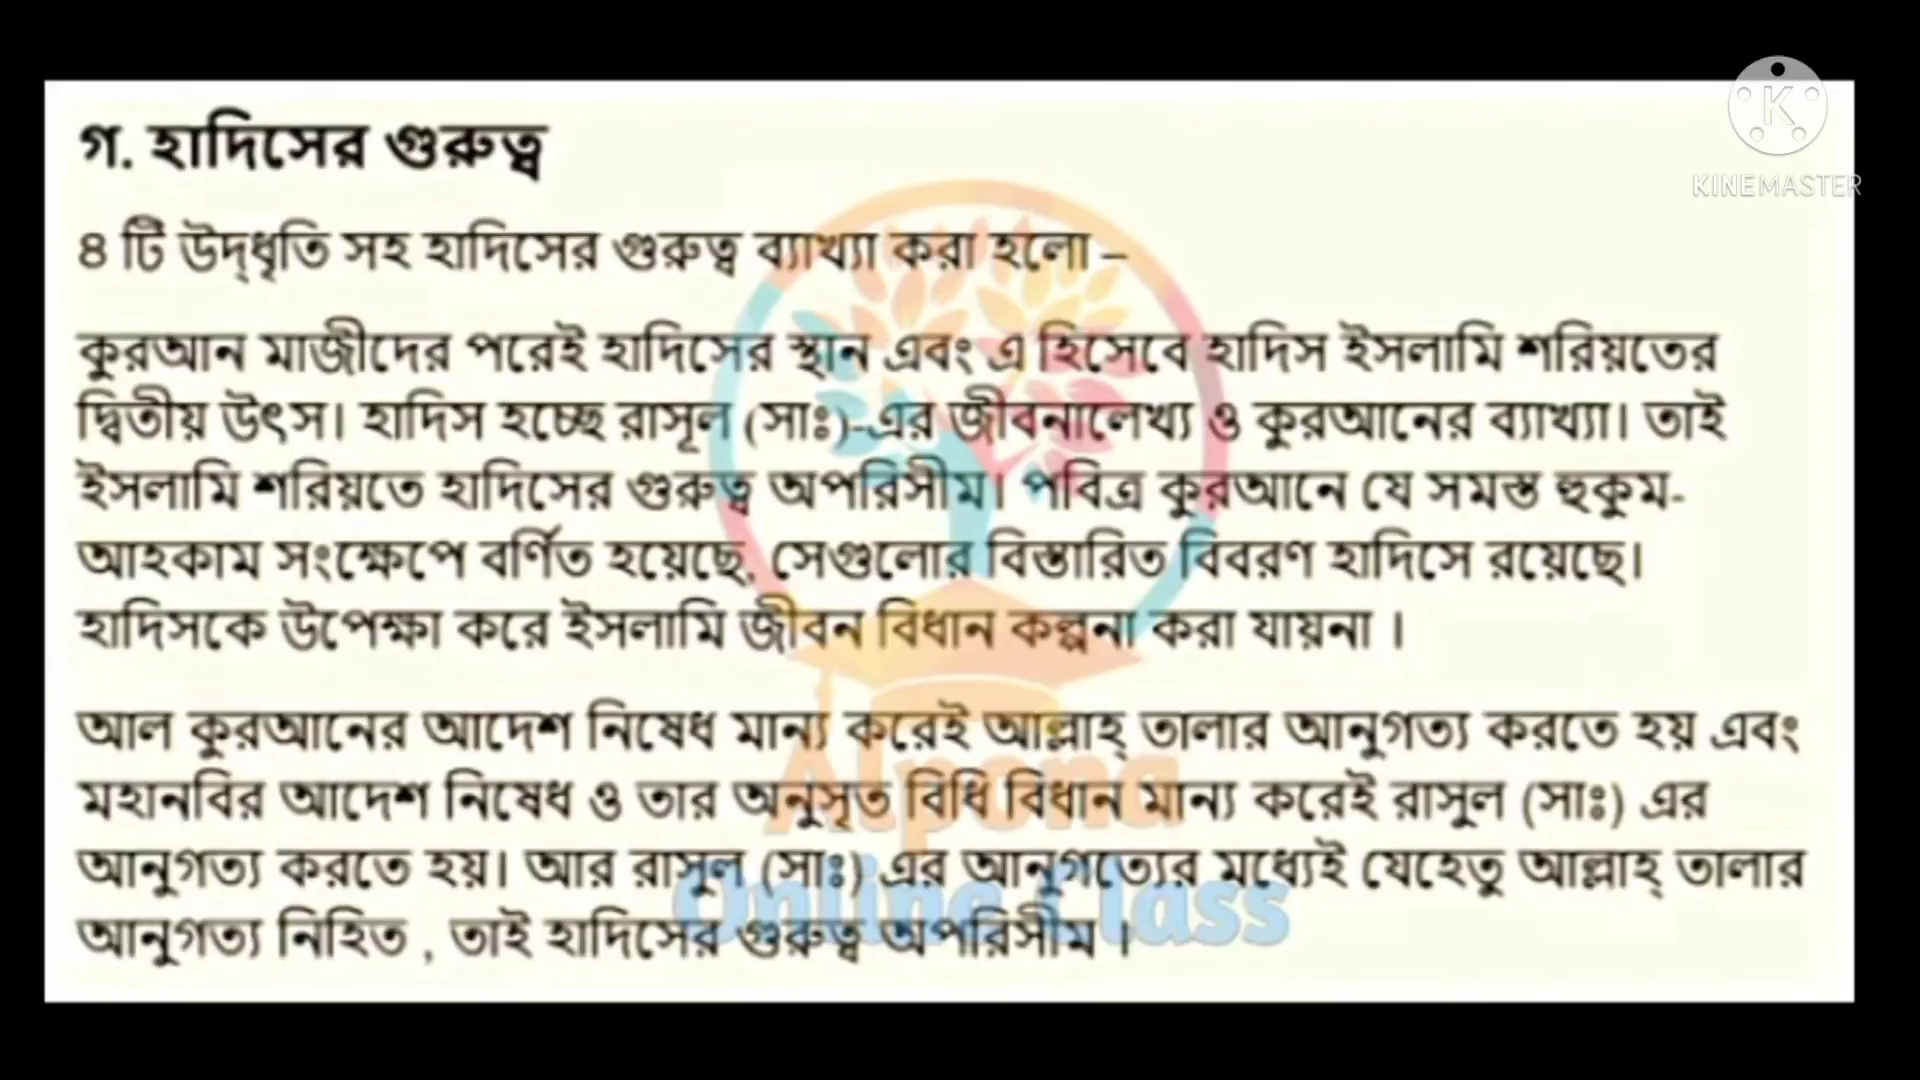 গ. হাদিসের গুরুত্ব
৪ টি উদ্ধৃতি সহ হাদিসের গুরুত্ব ব্যাখ্যা করা হলো –
কুরআন মাজীদের পরেই হাদিসের স্থান এবং এ হিসেবে হাদিস ইসলামি শরিয়তের
দ্বিতীয় উৎস। হাদিস হচ্ছে রাসূল (সাঃ)-এর জীবনালেখ্য ও কুরআনের ব্যাখ্যা। তাই
ইসলামি শরিয়তে হাদিসের গুরুত্ব অপরিসীম। পবিত্র কুরআনে যে সমস্ত হুকুম-
আহকাম সংক্ষেপে বর্ণিত হয়েছে, সেগুলোর বিস্তারিত বিবরণ হাদিসে রয়েছে।
হাদিসকে উপেক্ষা করে ইসলামি জীবন বিধান কল্পনা করা যায়না ।
আল কুরআনের আদেশ নিষেধ মান্য করেই আল্লাহ্ তালার আনুগত্য করতে হয় এবং
মহানবির আদেশ নিষেধ ও তার অনুসৃত বিধি বিধান মান্য করেই রাসুল (সাঃ) এর
আনুগত্য করতে হয়। আর রাসুল (সাঃ) এর আনুগত্যের মধ্যেই যেহেতু আল্লাহ্ তালার
আনুগত্য নিহিত , তাই হাদিসের গুরুত্ব অপরিসীম ।
Alpona
Online Class
K
KINEMASTER